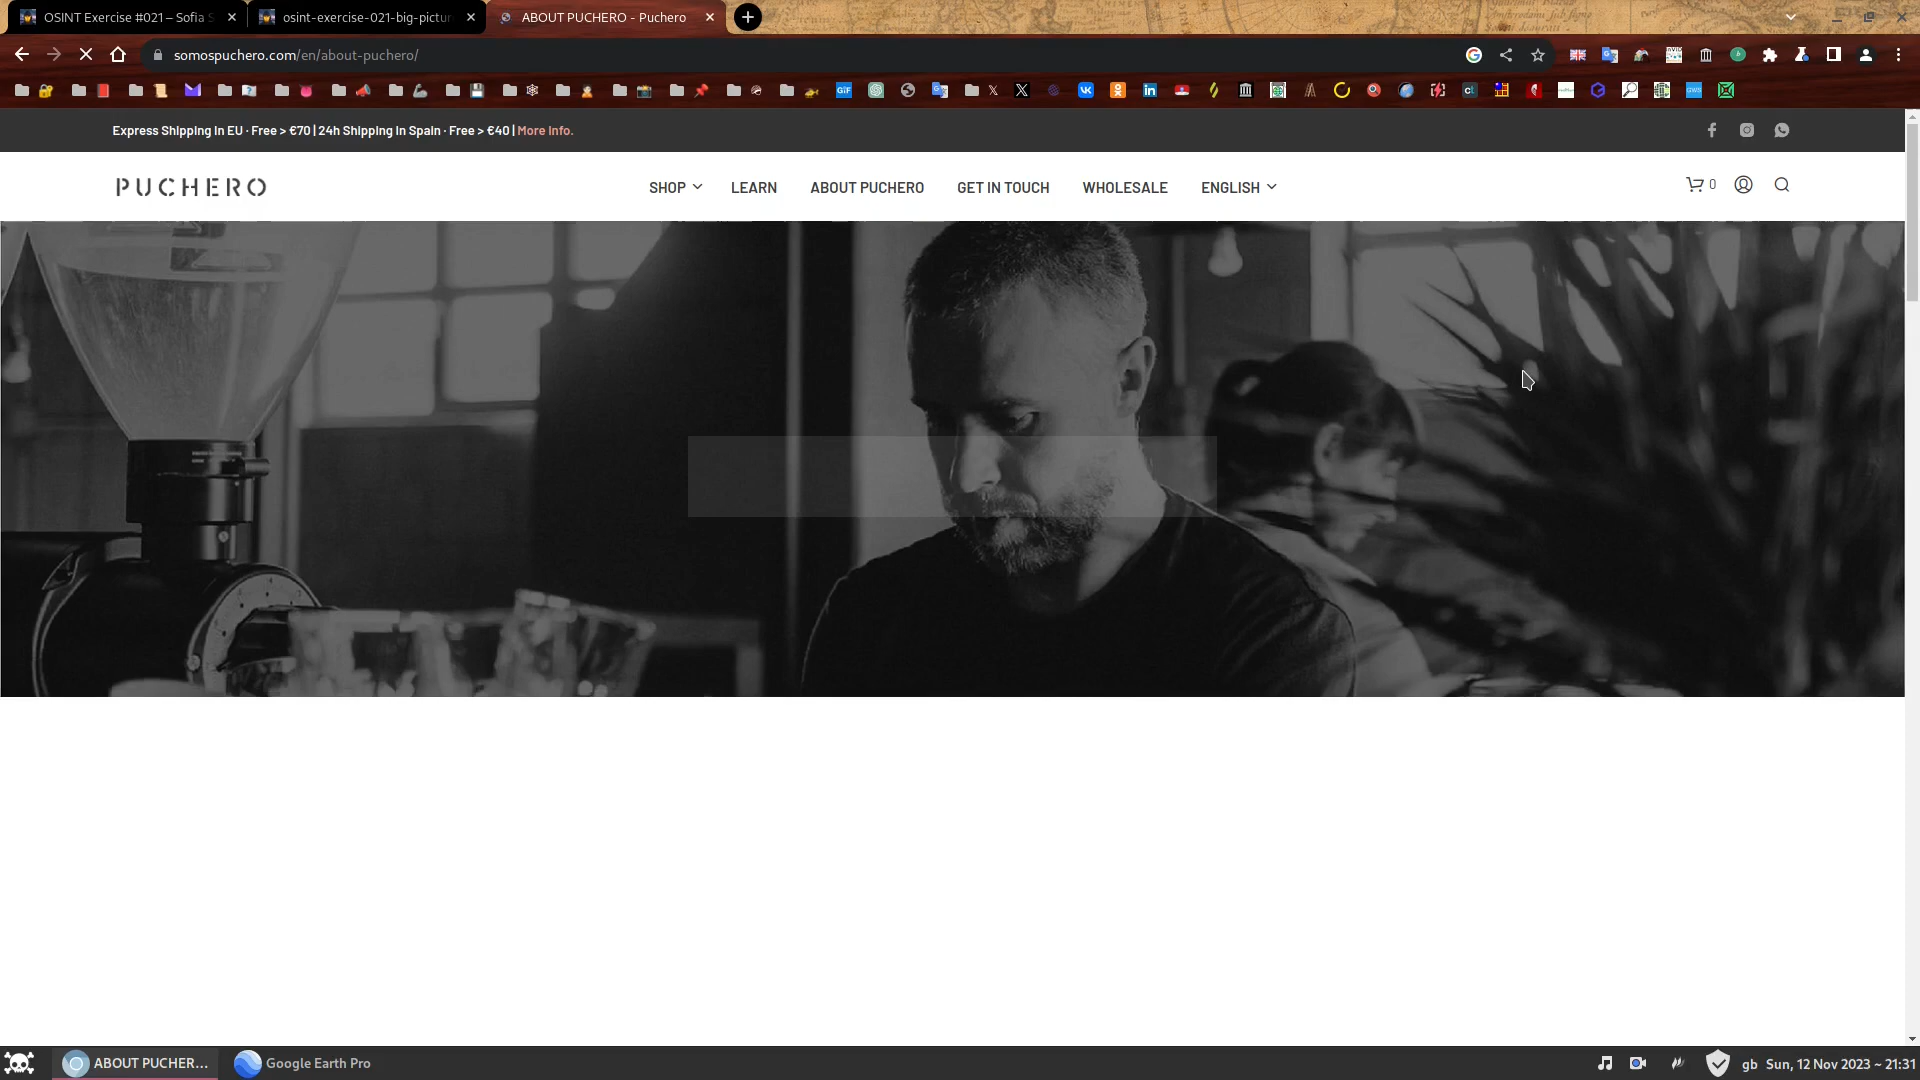 OSINT Exercise #021 – Sofia S
osint-exercise-021-big-pictur
ABOUT PUCHERO - Puchero
somospuchero.com/en/about-puchero/
Express Shipping in EU · Free > €70 | 24h Shipping in Spain · Free > €40 | More Info.
PUCHERO
SHOP
LEARN
ABOUT PUCHERO
GET IN TOUCH
WHOLESALE
ENGLISH
0
ABOUT PUCHER...
Google Earth Pro
gb
Sun, 12 Nov 2023 ~ 21:31